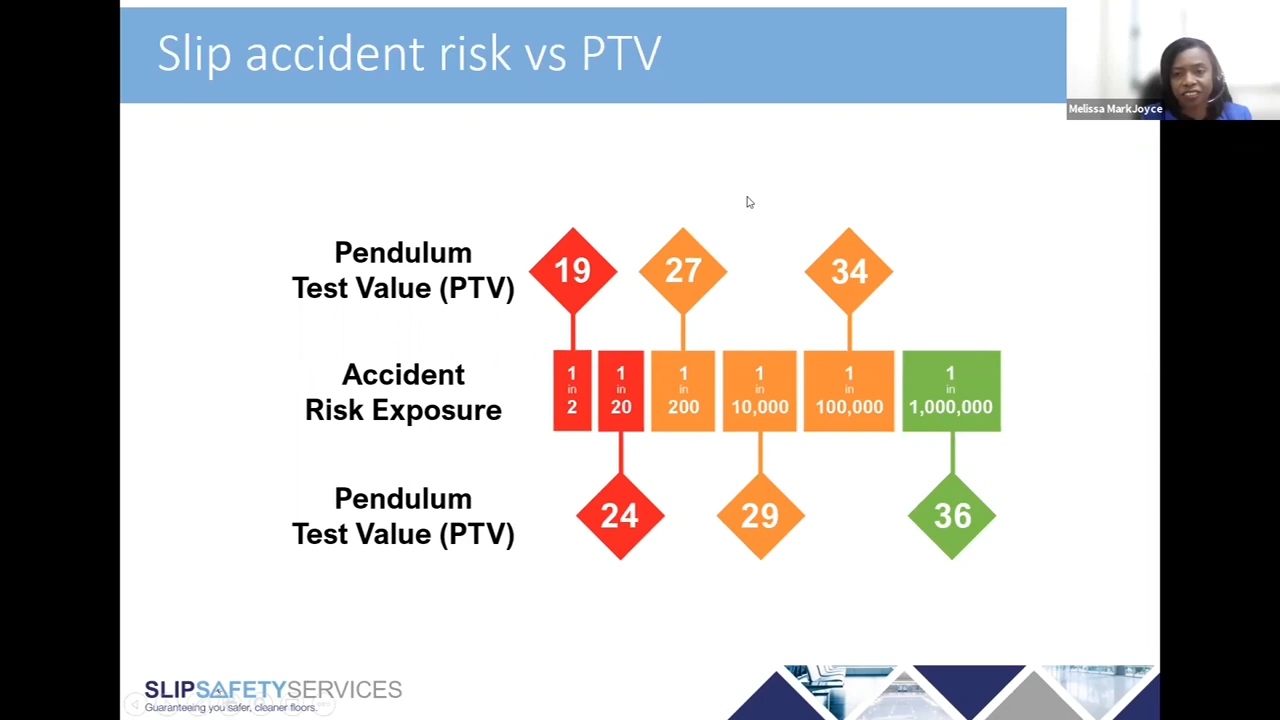 Slip accident risk vs PTV
Melissa MarkJoyce
Pendulum
Test Value (PTV)
19
27
34
Accident
Risk Exposure
1
in
2
1
in
20
1
in
200
1
in
10,000
1
in
100,000
1
in
1,000,000
Pendulum
Test Value (PTV)
24
29
36
SLIPSAFETYSERVICES
Guaranteeing you safer, cleaner floors.